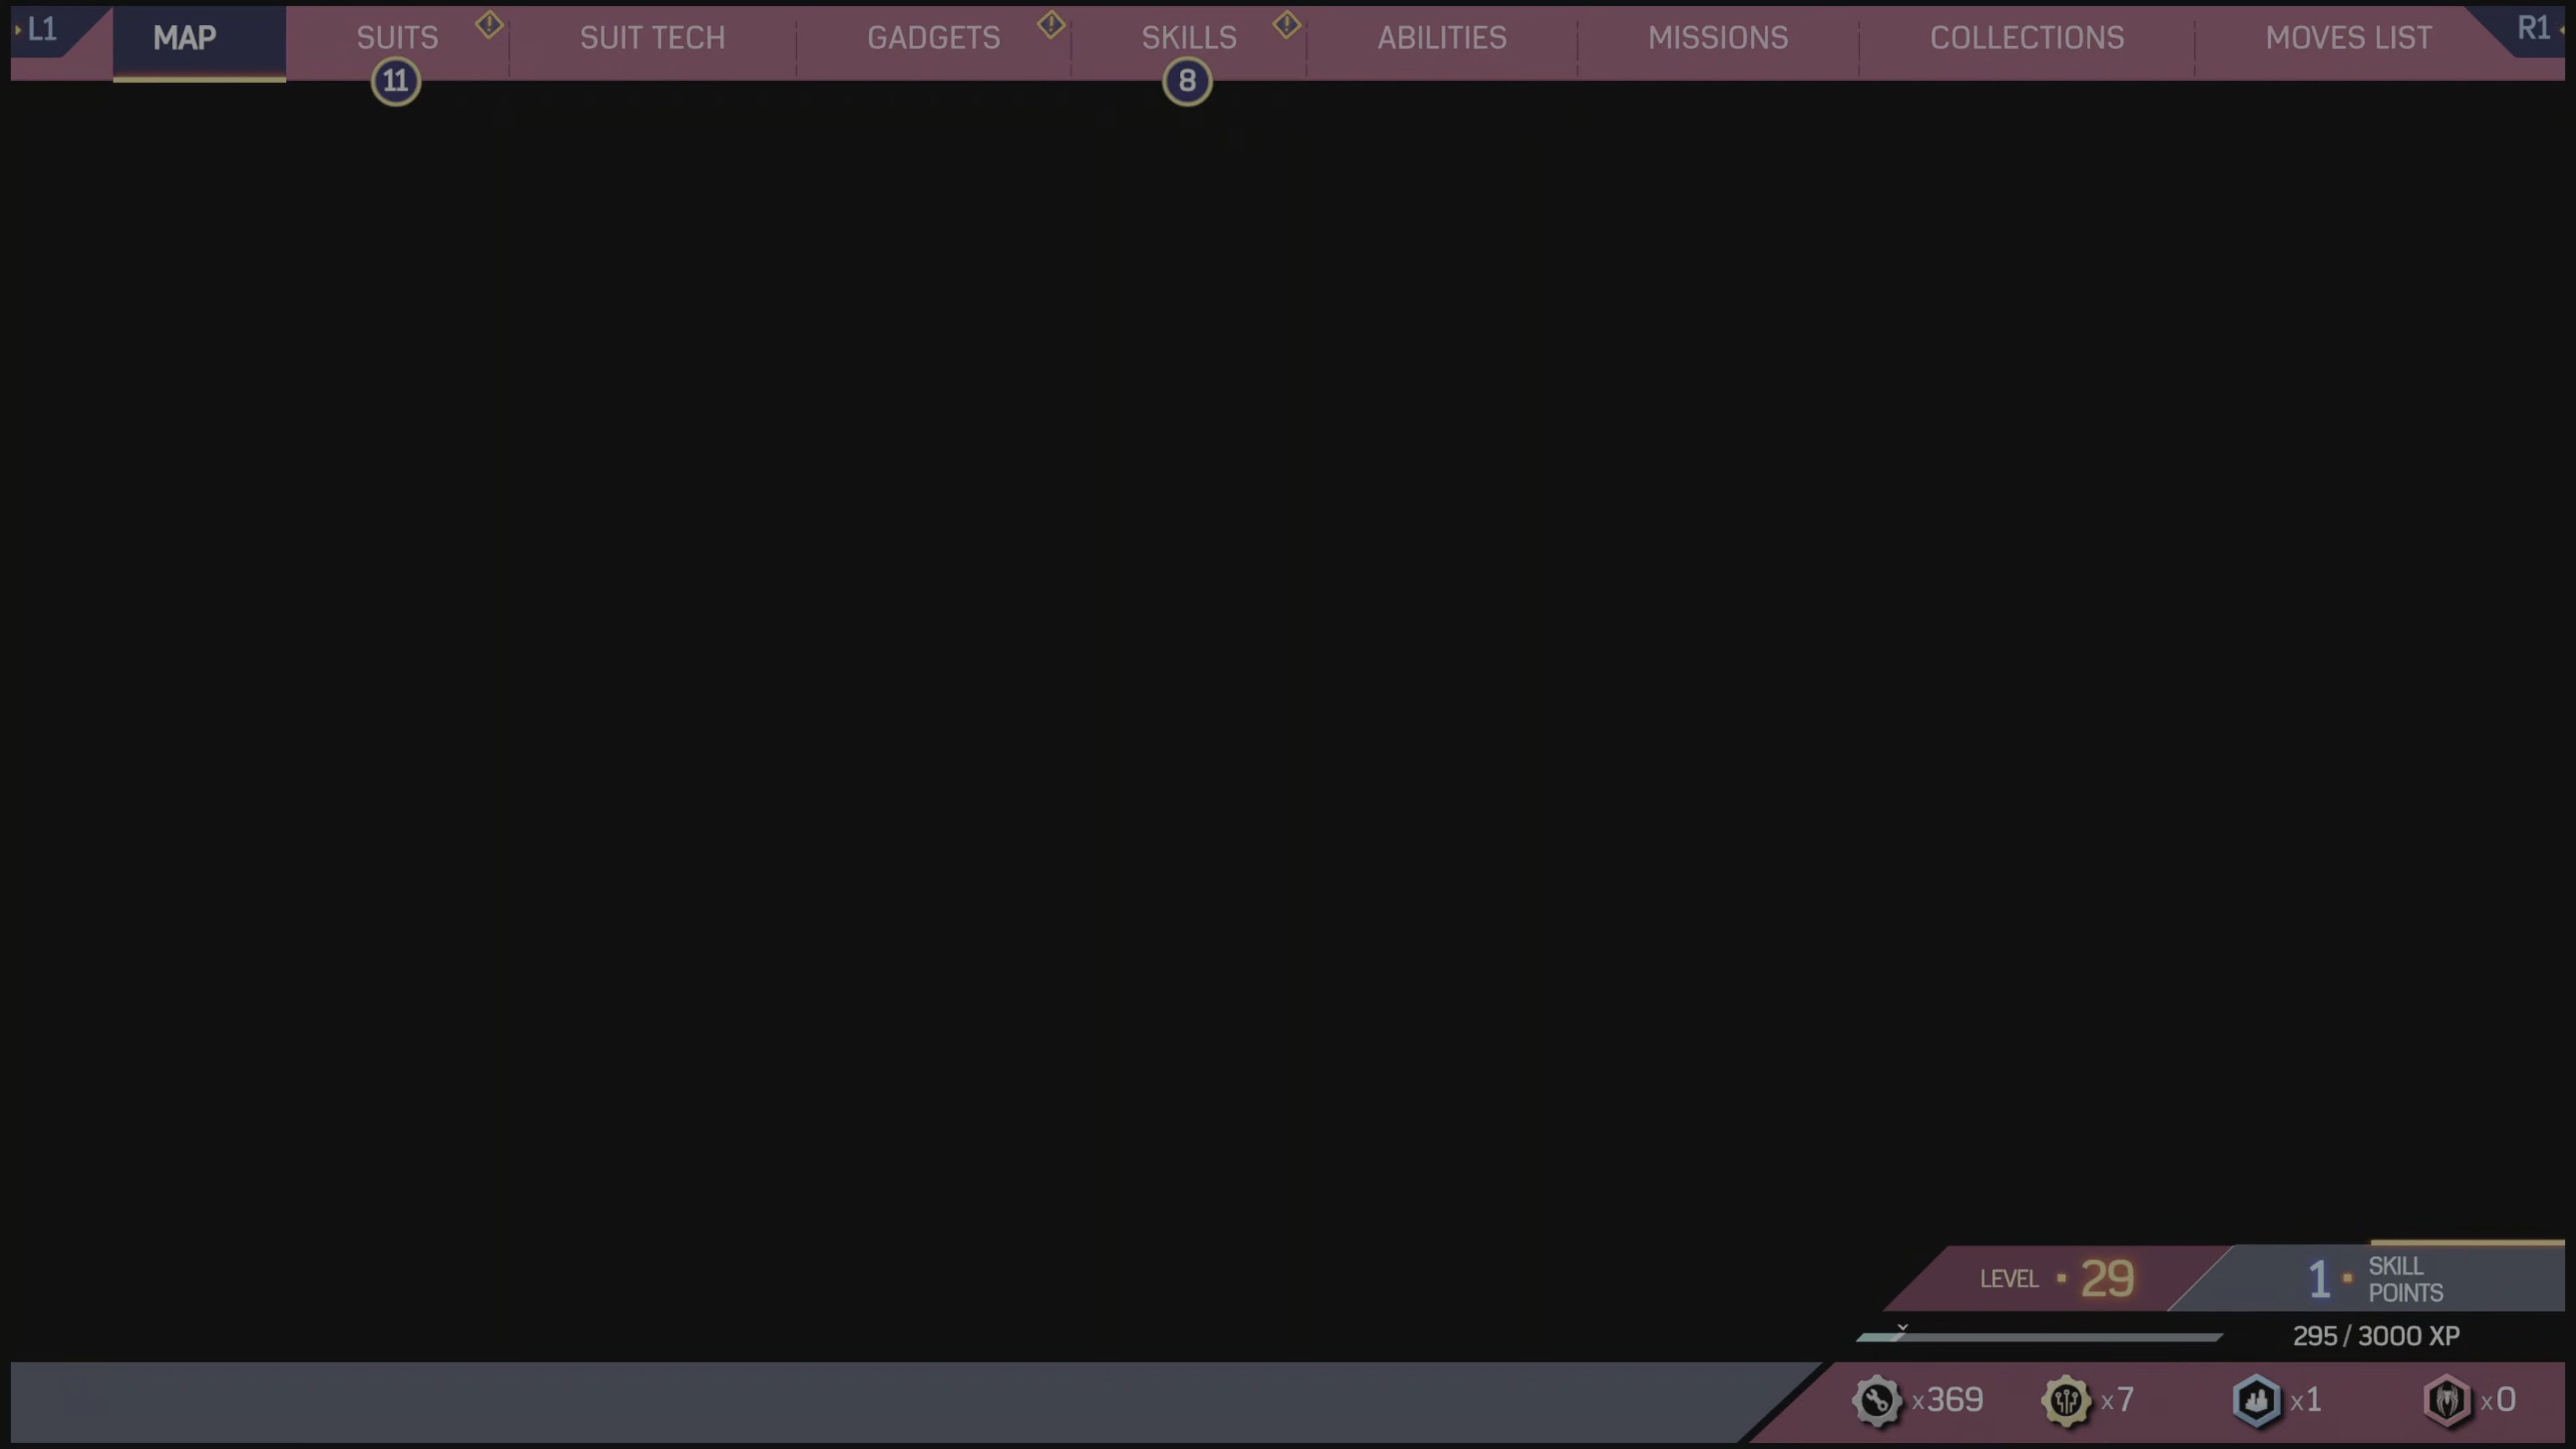 L1
MAP
SUITS
SUIT TECH
GADGETS
SKILLS
ABILITIES
MISSIONS
COLLECTIONS
MOVES LIST
R1
11
8
LEVEL 29
1 SKILL
POINTS
295 / 3000 XP
x369
x7
x1
x0